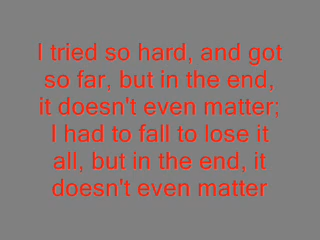 I tried so hard, and got
so far, but in the end,
it doesn't even matter;
I had to fall to lose it
all, but in the end, it
doesn't even matter